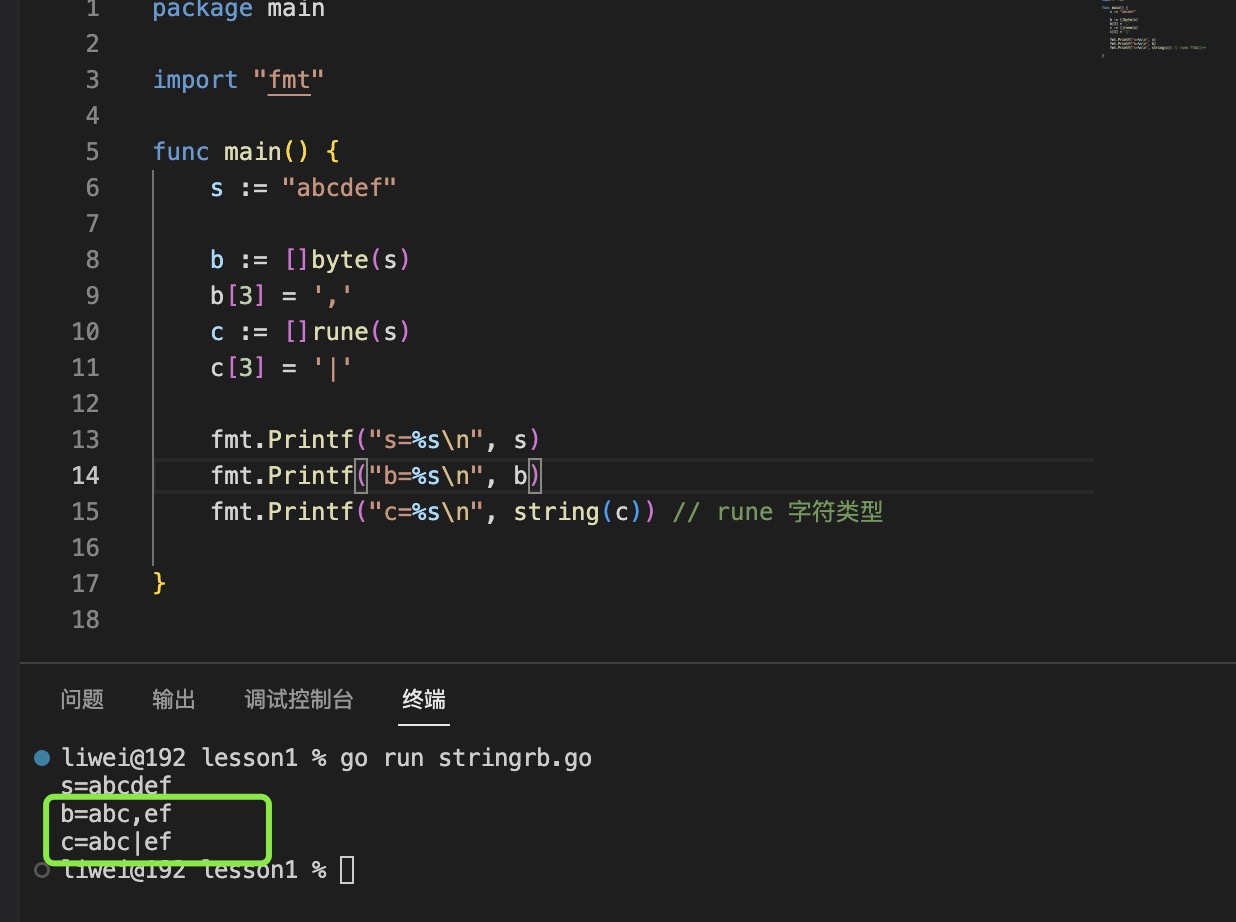 1 package main
2
3 import "fmt"
4
5 func main() {
6 s := "abcdef"
7
8 b := []byte(s)
9 b[3] = ','
10 c := []rune(s)
11 c[3] = '|'
12
13 fmt.Printf("s=%s\n", s)
14 fmt.Printf("b=%s\n", b)
15 fmt.Printf("c=%s\n", string(c)) // rune 字符类型
16
17 }
18
问题 输出 调试控制台 终端
liwei@192 lesson1 % go run stringrb.go
s=abcdef
b=abc,ef
c=abc|ef
liwei@192 lesson1 %